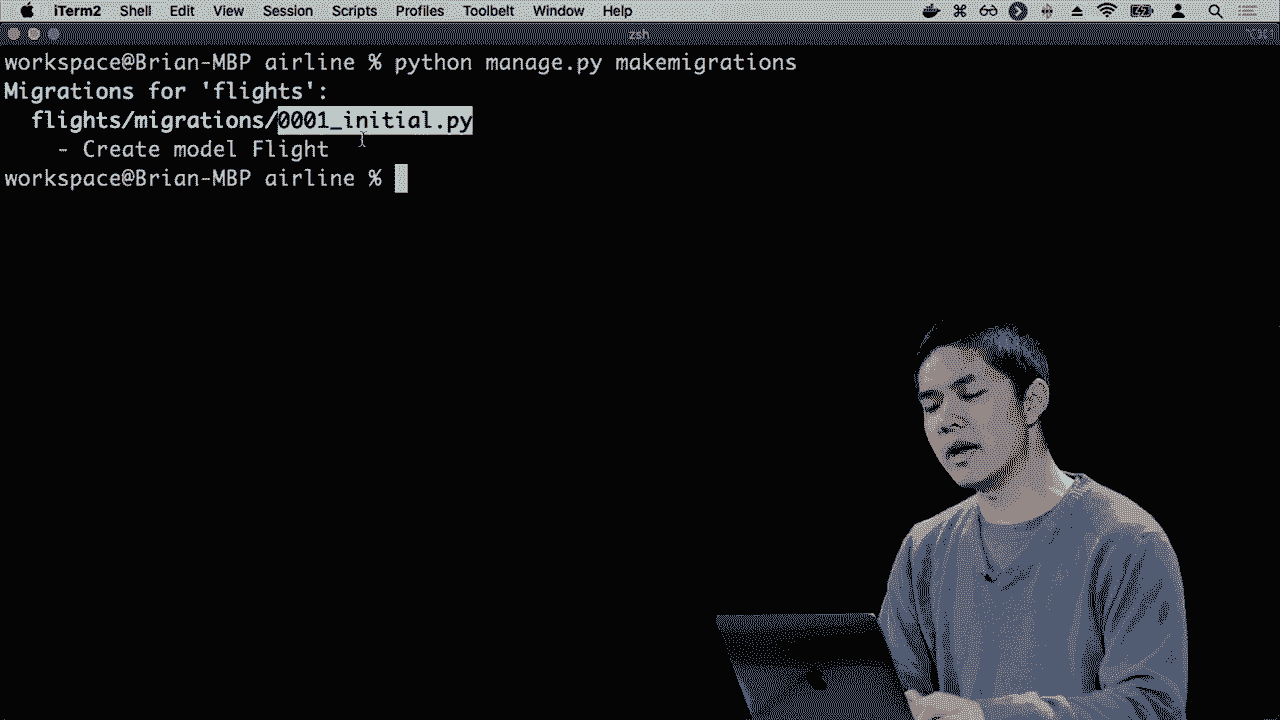 iTerm2 Shell Edit View Session Scripts Profiles Toolbelt Window Help
zsh
workspace@Brian-MBP airline % python manage.py makemigrations
Migrations for 'flights':
flights/migrations/0001_initial.py
- Create model Flight
workspace@Brian-MBP airline %